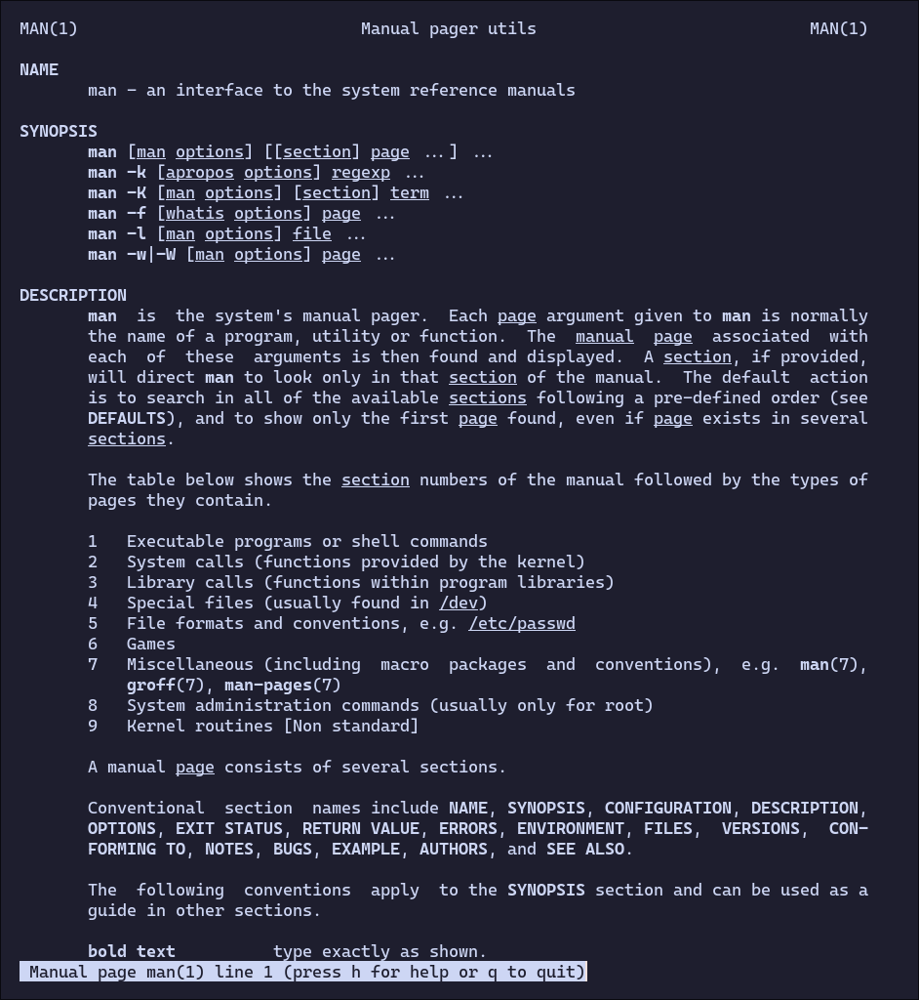 MAN(1)                             Manual pager utils                            MAN(1)

NAME
       man - an interface to the system reference manuals

SYNOPSIS
       man [man options] [[section] page ...] ...
       man -k [apropos options] regexp ...
       man -K [man options] [section] term ...
       man -f [whatis options] page ...
       man -l [man options] file ...
       man -w|-W [man options] page ...

DESCRIPTION
       man  is  the system's manual pager.  Each page argument given to man is normally
       the name of a program, utility or function.  The  manual  page  associated  with
       each  of  these  arguments is then found and displayed.  A section, if provided,
       will direct man to look only in that section of the manual.  The default  action
       is to search in all of the available sections following a pre-defined order (see
       DEFAULTS), and to show only the first page found, even if page exists in several
       sections.

       The table below shows the section numbers of the manual followed by the types of
       pages they contain.

       1   Executable programs or shell commands
       2   System calls (functions provided by the kernel)
       3   Library calls (functions within program libraries)
       4   Special files (usually found in /dev)
       5   File formats and conventions, e.g. /etc/passwd
       6   Games
       7   Miscellaneous (including  macro  packages  and  conventions),  e.g.  man(7),
           groff(7), man-pages(7)
       8   System administration commands (usually only for root)
       9   Kernel routines [Non standard]

       A manual page consists of several sections.

       Conventional  section  names include NAME, SYNOPSIS, CONFIGURATION, DESCRIPTION,
       OPTIONS, EXIT STATUS, RETURN VALUE, ERRORS, ENVIRONMENT, FILES,  VERSIONS,  CON-
       FORMING TO, NOTES, BUGS, EXAMPLE, AUTHORS, and SEE ALSO.

       The  following  conventions  apply  to the SYNOPSIS section and can be used as a
       guide in other sections.

       bold text          type exactly as shown.
 Manual page man(1) line 1 (press h for help or q to quit)